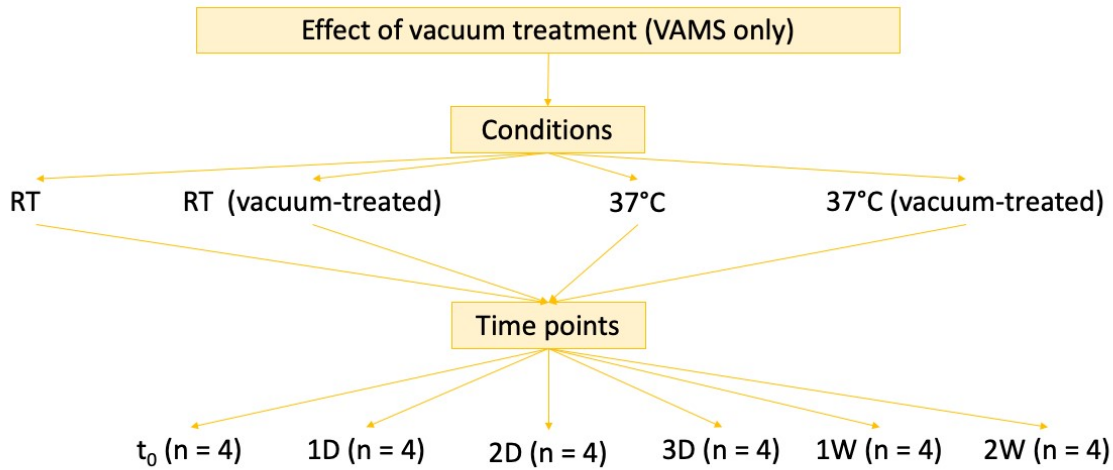 Effect of vacuum treatment (VAMS only)
Conditions
RT
RT (vacuum-treated)
37°C
37°C (vacuum-treated)
Time points
t₀ (n = 4)
1D (n = 4)
2D (n = 4)
3D (n = 4)
1W (n = 4)
2W (n = 4)